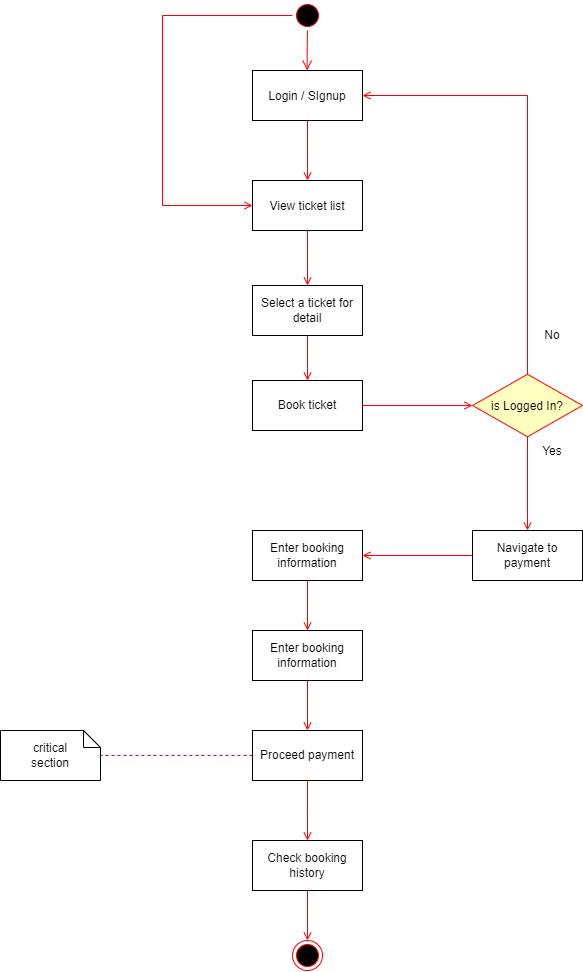 Login / SIgnup
View ticket list
Select a ticket for
detail
No
Book ticket
is Logged In?
Yes
Enter booking
information
Navigate to
payment
Enter booking
information
critical
section
Proceed payment
Check booking
history